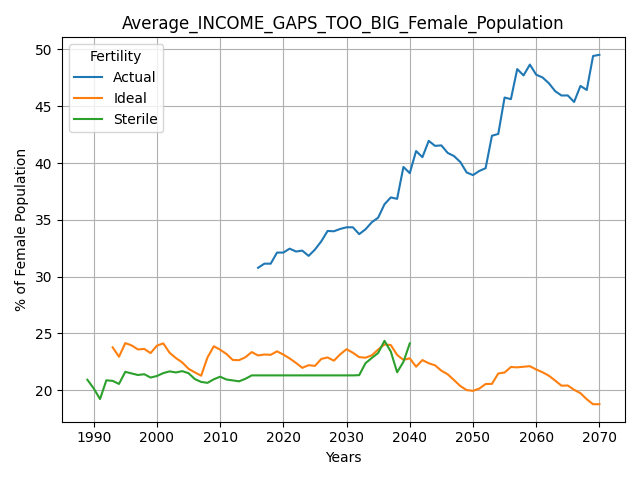 Average_INCOME_GAPS_TOO_BIG_Female_Population
Fertility
Actual
Ideal
Sterile
% of Female Population
50
45
40
35
30
25
20
1990 2000 2010 2020 2030 2040 2050 2060 2070
Years